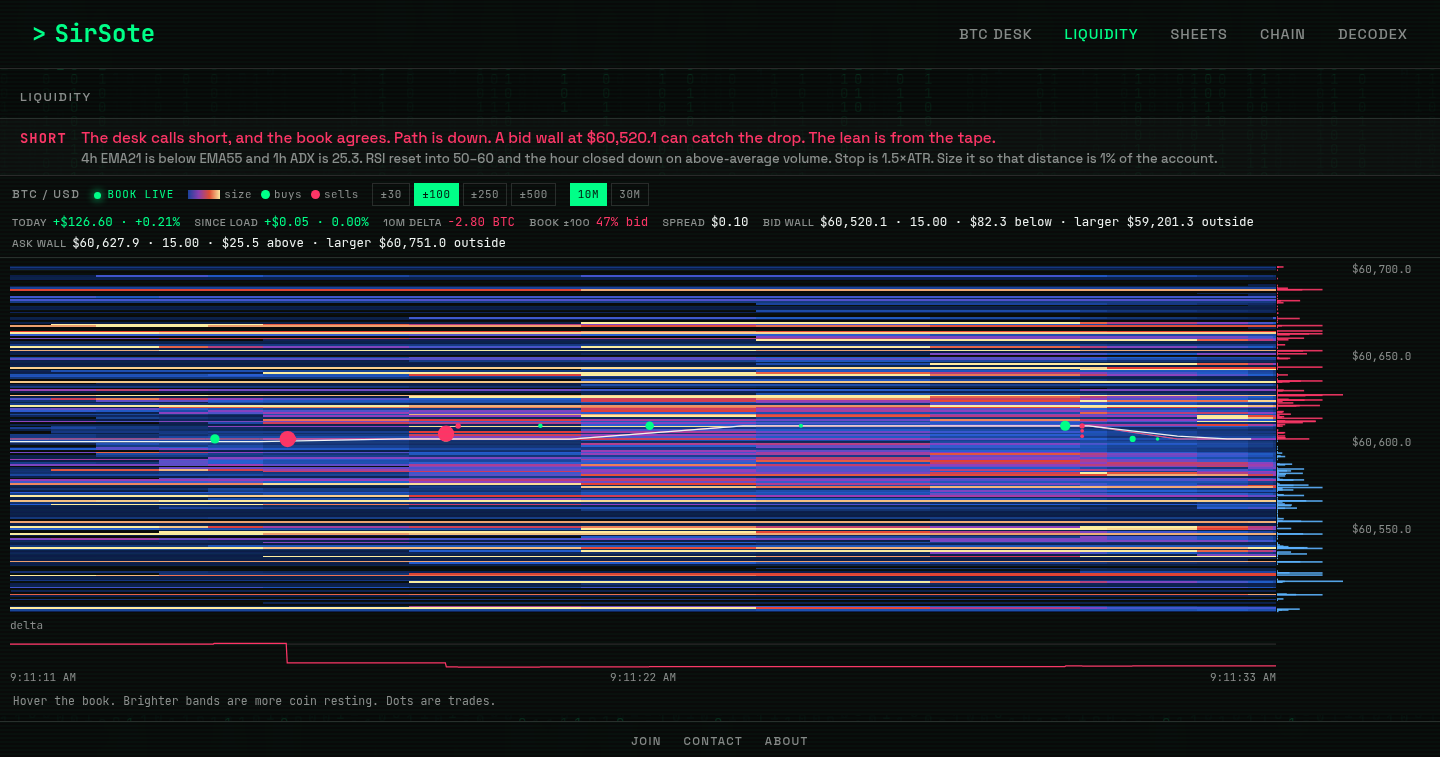 > SirSote
BTC DESK LIQUIDITY SHEETS CHAIN DECODEX
LIQUIDITY
SHORT The desk calls short, and the book agrees. Path is down. A bid wall at $60,520.1 can catch the drop. The lean is from the tape.
4h EMA21 is below EMA55 and 1h ADX is 25.3. RSI reset into 50–60 and the hour closed down on above-average volume. Stop is 1.5×ATR. Size it so that distance is 1% of the account.
BTC / USD BOOK LIVE size buys sells ±30 ±100 ±250 ±500 10M 30M
TODAY +$126.60 · +0.21% SINCE LOAD +$0.05 · 0.00% 10M DELTA -2.80 BTC BOOK ±100 47% bid SPREAD $0.10 BID WALL $60,520.1 · 15.00 · $82.3 below · larger $59,201.3 outside
ASK WALL $60,627.9 · 15.00 · $25.5 above · larger $60,751.0 outside
$60,700.0
$60,650.0
$60,600.0
$60,550.0
delta
9:11:11 AM 9:11:22 AM 9:11:33 AM
Hover the book. Brighter bands are more coin resting. Dots are trades.
JOIN CONTACT ABOUT